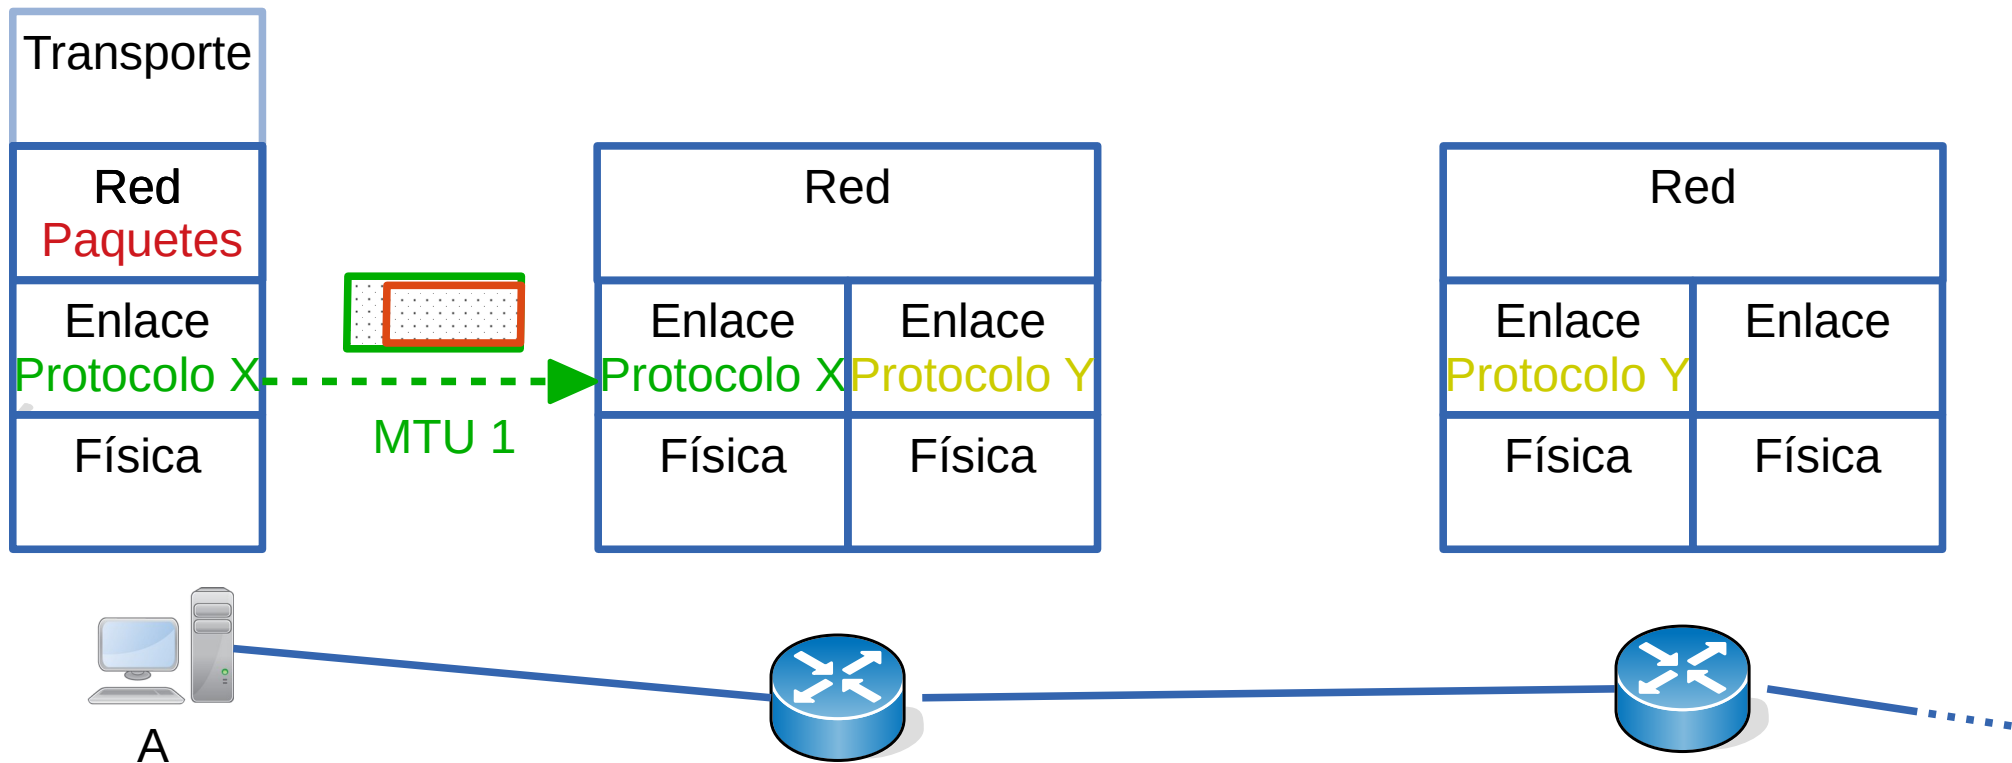 Transporte
Red
Paquetes
Enlace
Protocolo X
Física
MTU 1
Red
Enlace
Protocolo X
Enlace
Protocolo Y
Física
Física
Red
Enlace
Protocolo Y
Enlace
Física
Física
A